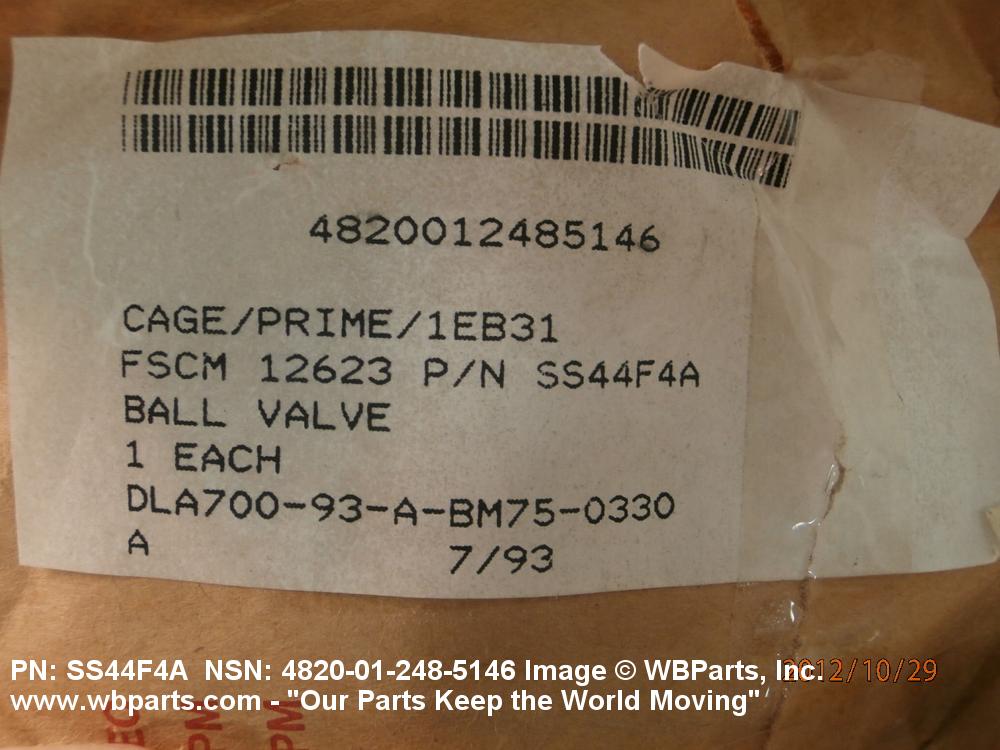 4820012485146
CAGE/PRIME/1EB31
FSCM 12623 P/N SS44F4A
BALL VALVE
1 EACH
DLA700-93-A-BM75-0330
A 7/93
PN: SS44F4A NSN: 4820-01-248-5146 Image © WBParts, Inc.
2012/10/29
www.wbparts.com - "Our Parts Keep the World Moving"